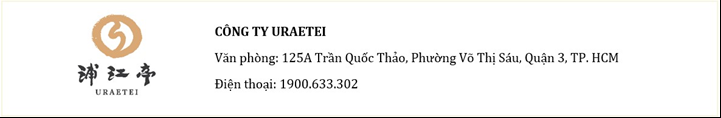 浦江亭
URAETEI
CÔNG TY URAETEI
Văn phòng: 125A Trần Quốc Thảo, Phường Võ Thị Sáu, Quận 3, TP. HCM
Điện thoại: 1900.633.302